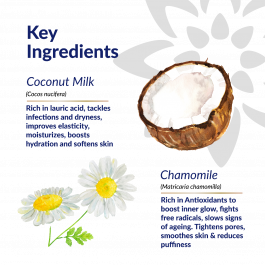 Key
Ingredients
Coconut Milk
(Cocos nucifera)
Rich in lauric acid, tackles
infections and dryness,
improves elasticity,
moisturizes, boosts
hydration and softens skin
Chamomile
(Matricaria chamomilla)
Rich in Antioxidants to
boost inner glow, fights
free radicals, slows signs
of ageing. Tightens pores,
smoothes skin & reduces
puffiness